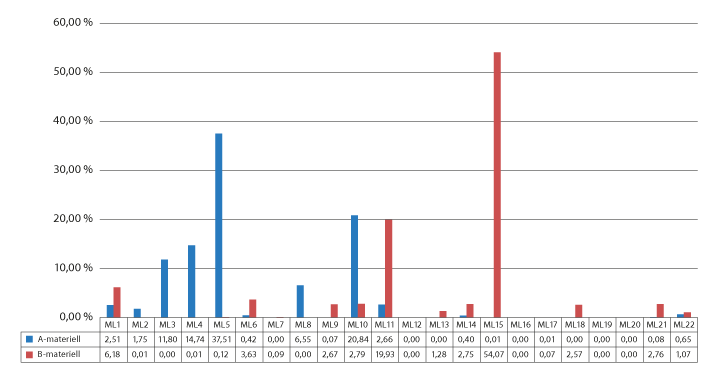 60,00 %
50,00 %
40,00 %
30,00 %
20,00 %
10,00 %
0,00 %
ML1 ML2 ML3 ML4 ML5 ML6 ML7 ML8 ML9 ML10 ML11 ML12 ML13 ML14 ML15 ML16 ML17 ML18 ML19 ML20 ML21 ML22
A-materiell 2,51 1,75 11,80 14,74 37,51 0,42 0,00 6,55 0,07 20,84 2,66 0,00 0,00 0,40 0,01 0,00 0,01 0,00 0,00 0,00 0,08 0,65
B-materiell 6,18 0,01 0,00 0,01 0,12 3,63 0,09 0,00 2,67 2,79 19,93 0,00 1,28 2,75 54,07 0,00 0,07 2,57 0,00 0,00 2,76 1,07